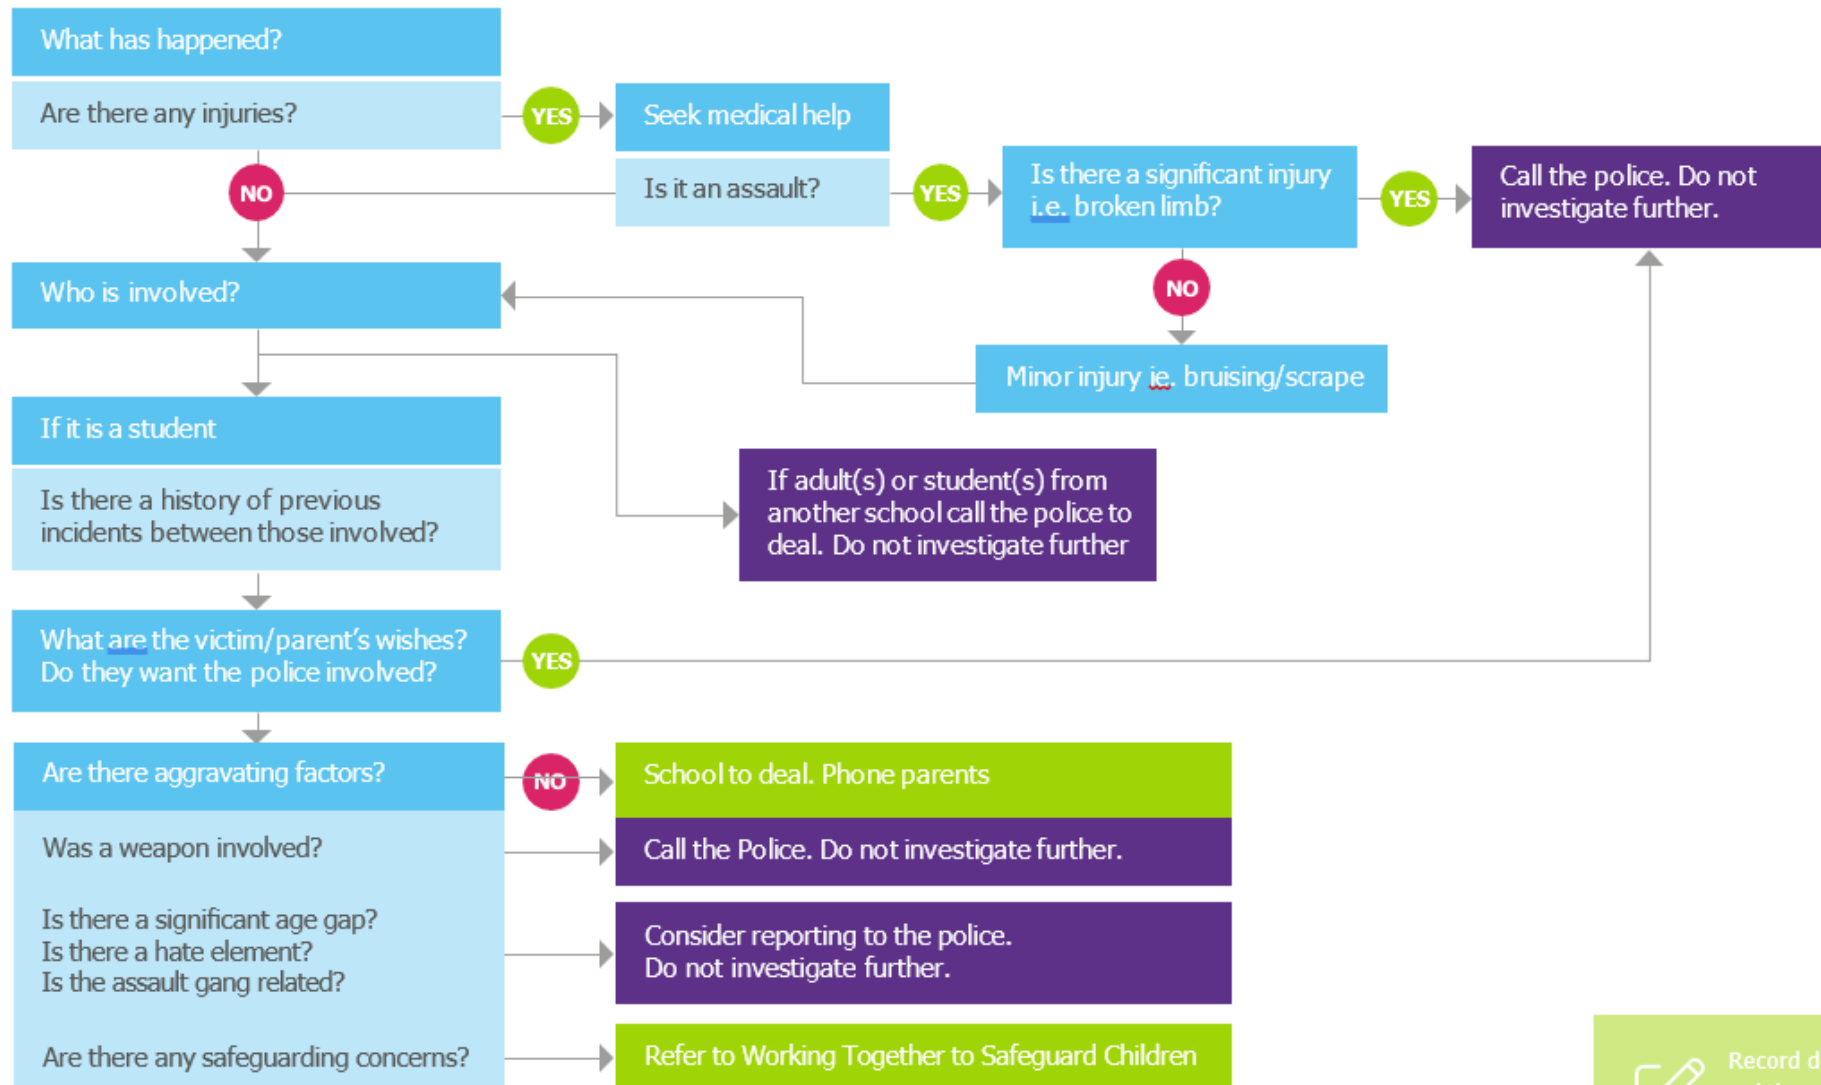 What has happened?
Are there any injuries?
YES
Seek medical help
Is it an assault?
YES
Is there a significant injury
i.e. broken limb?
YES
Call the police. Do not
investigate further.
NO
NO
Who is involved?
Minor injury ie. bruising/scrape
If it is a student
Is there a history of previous
incidents between those involved?
If adult(s) or student(s) from
another school call the police to
deal. Do not investigate further
What are the victim/parent’s wishes?
Do they want the police involved?
YES
Are there aggravating factors?
NO
School to deal. Phone parents
Was a weapon involved?
Call the Police. Do not investigate further.
Is there a significant age gap?
Is there a hate element?
Is the assault gang related?
Consider reporting to the police.
Do not investigate further.
Are there any safeguarding concerns?
Refer to Working Together to Safeguard Children
Record